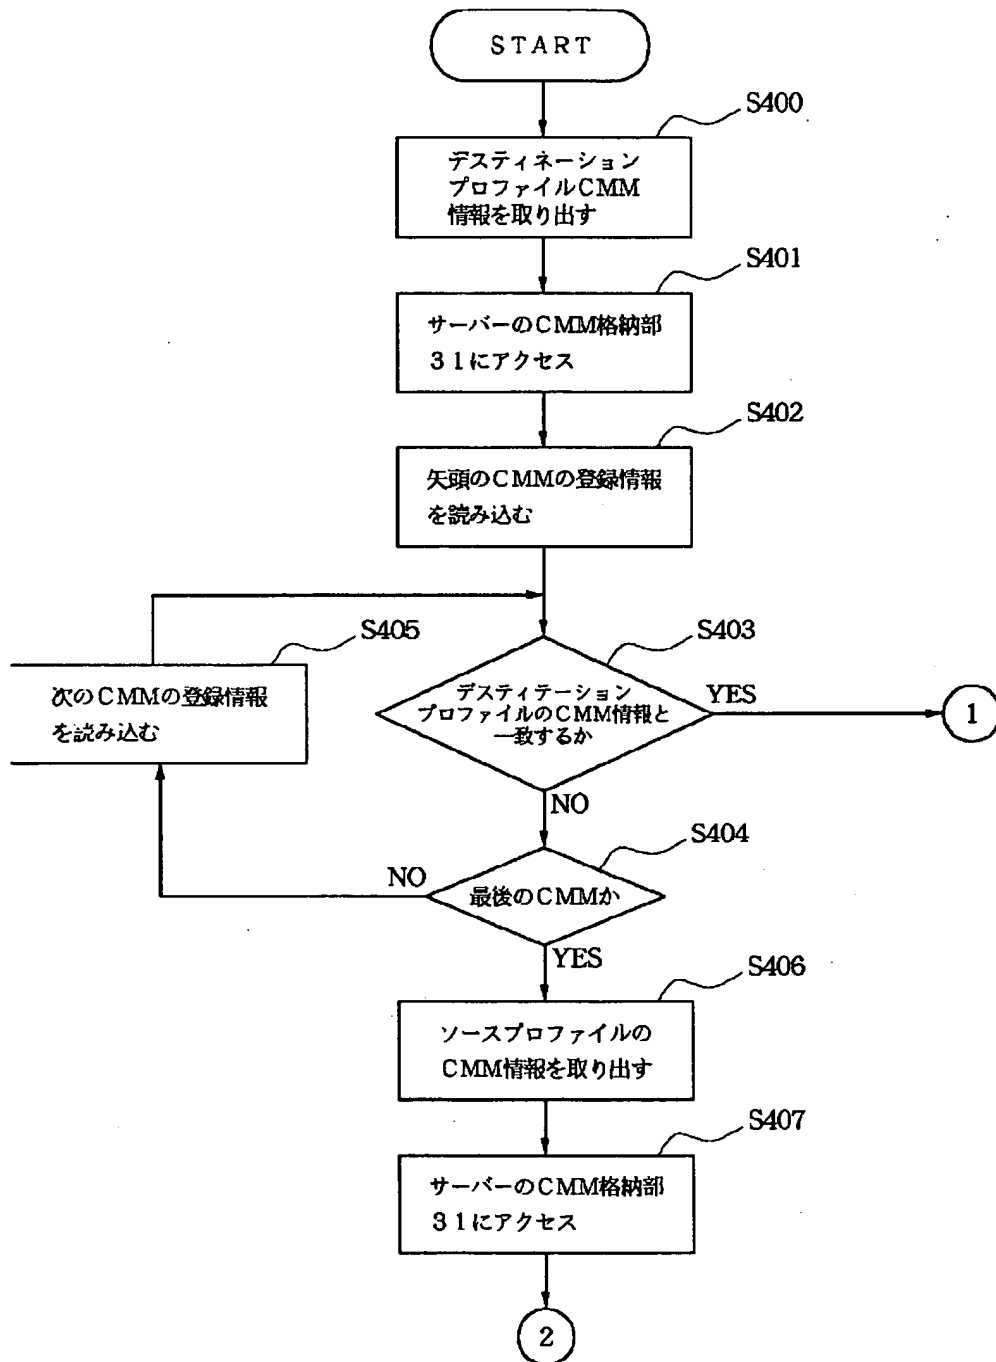 START
S400
デスティネーション
プロファイルCMM
情報を取り出す
S401
サーバーのCMM格納部
31にアクセス
S402
矢頭のCMMの登録情報
を読み込む
S405
次のCMMの登録情報
を読み込む
S403
デスティテーション
プロファイルのCMM情報と
一致するか
YES
1
NO
S404
最後のCMMか
NO
YES
S406
ソースプロファイルの
CMM情報を取り出す
S407
サーバーのCMM格納部
31にアクセス
2